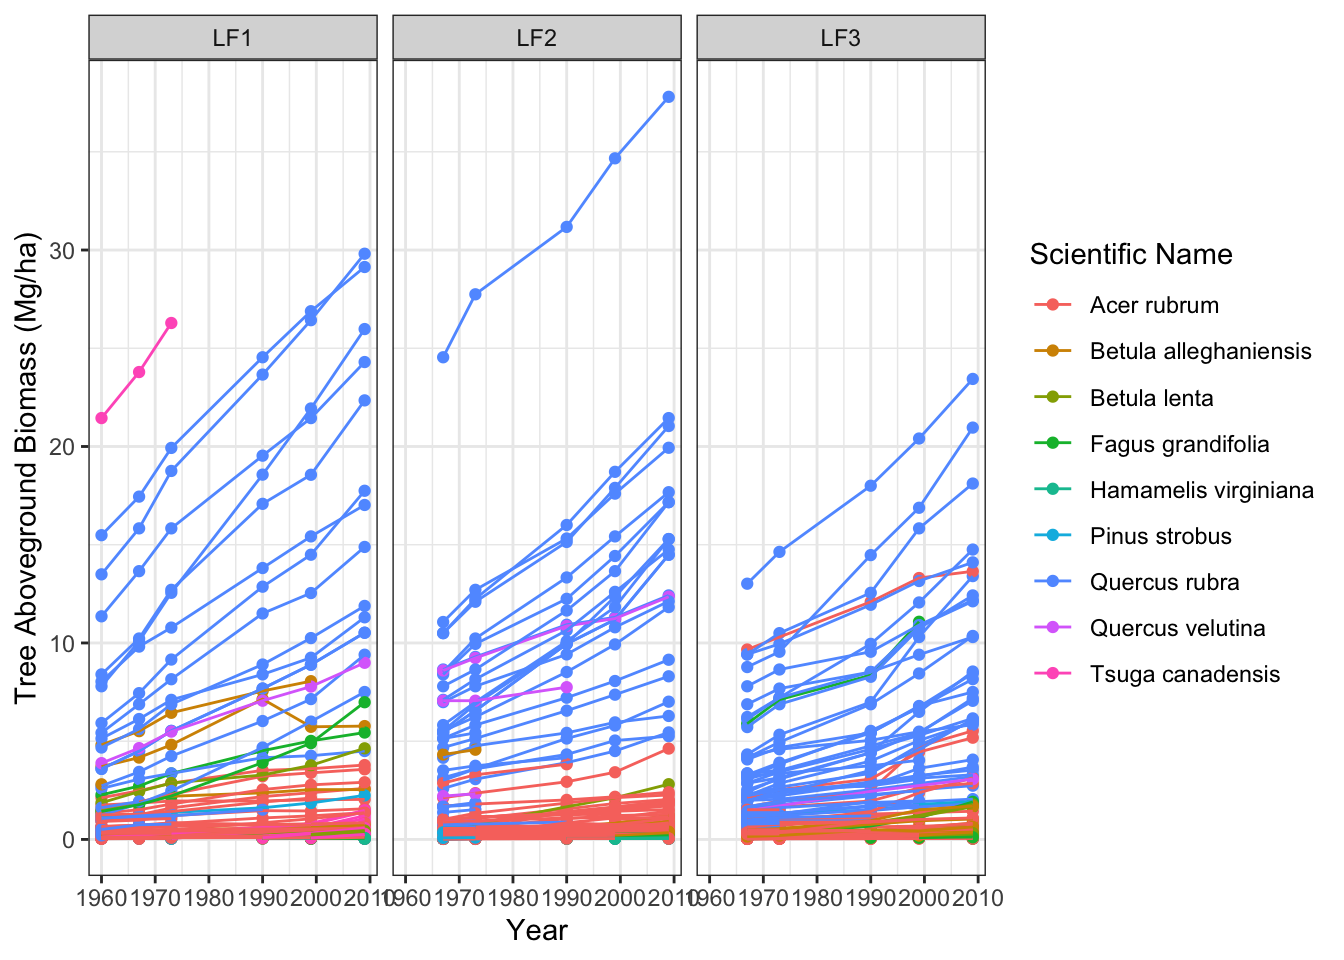 LF1 LF2 LF3
Tree Aboveground Biomass (Mg/ha)
30
20
10
0
1960 1970 1980 1990 2000 2010 1960 1970 1980 1990 2000 2010 1960 1970 1980 1990 2000 2010
Year
Scientific Name
Acer rubrum
Betula alleghaniensis
Betula lenta
Fagus grandifolia
Hamamelis virginiana
Pinus strobus
Quercus rubra
Quercus velutina
Tsuga canadensis